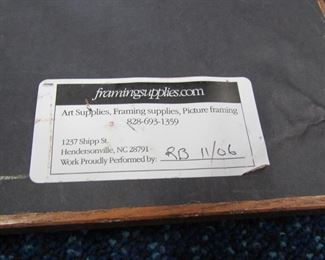 framingsupplies.com
Art Supplies, Framing supplies, Picture framing
828-693-1359
1237 Shipp St.
Hendersonville, NC 28791
Work Proudly Performed by: RB 11/06